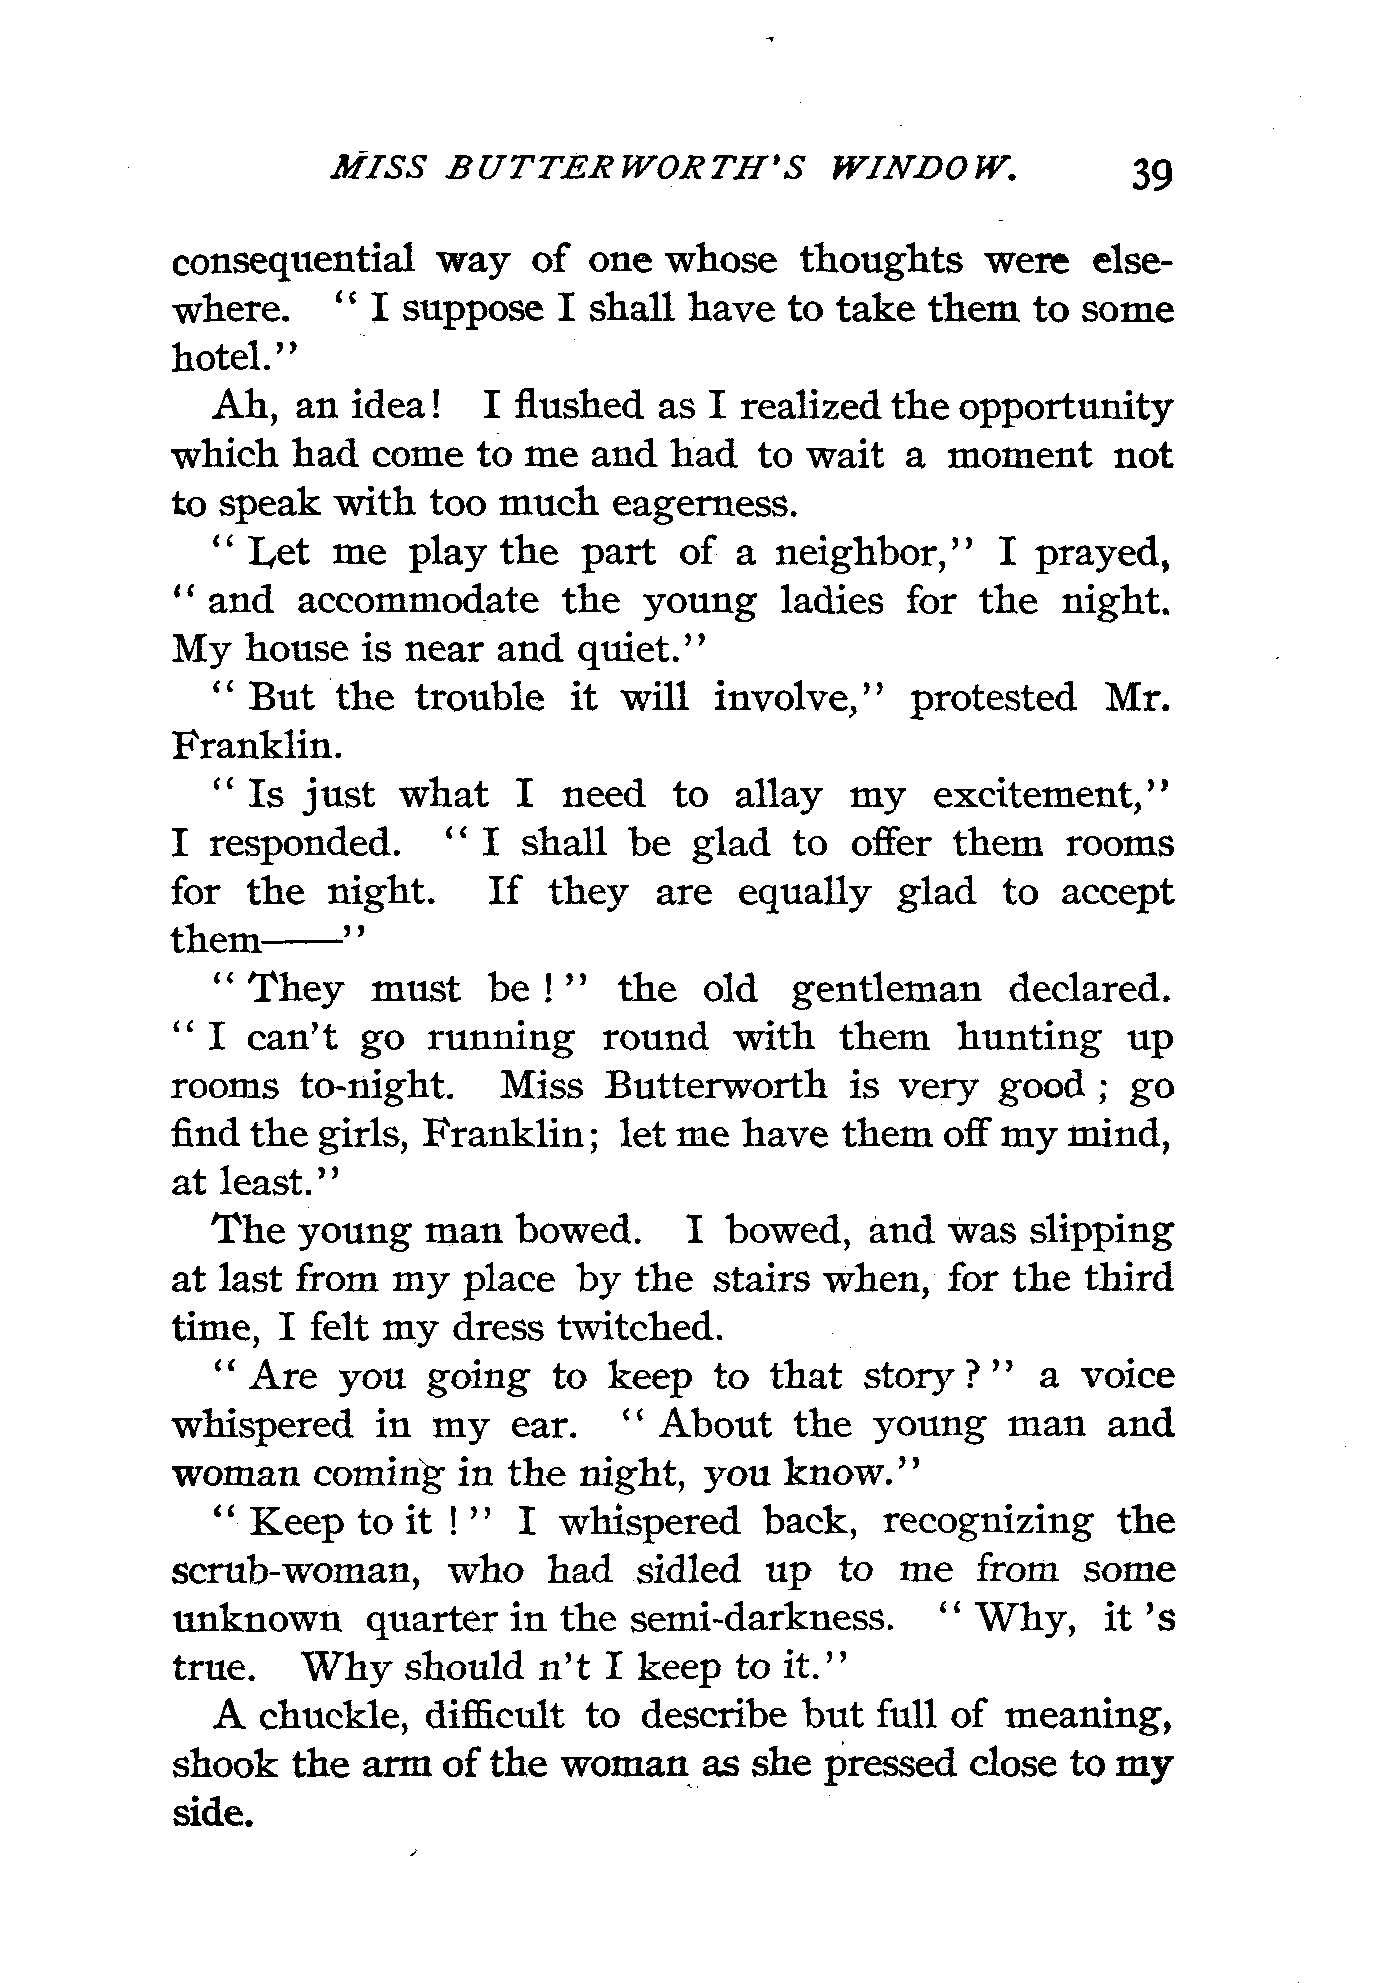 MISS BUTTERWORTH'S WINDOW. 39
consequential way of one whose thoughts were else-
where. “ I suppose I shall have to take them to some
hotel.”
Ah, an idea! I flushed as I realized the opportunity
which had come to me and had to wait a moment not
to speak with too much eagerness.
“ Let me play the part of a neighbor,” I prayed,
“ and accommodate the young ladies for the night.
My house is near and quiet.”
“ But the trouble it will involve,” protested Mr.
Franklin.
“ Is just what I need to allay my excitement,”
I responded. “ I shall be glad to offer them rooms
for the night. If they are equally glad to accept
them——”
“ They must be ! ” the old gentleman declared.
“ I can't go running round with them hunting up
rooms to-night. Miss Butterworth is very good ; go
find the girls, Franklin; let me have them off my mind,
at least.”
The young man bowed. I bowed, and was slipping
at last from my place by the stairs when, for the third
time, I felt my dress twitched.
“ Are you going to keep to that story ? ” a voice
whispered in my ear. “ About the young man and
woman coming in the night, you know.”
“ Keep to it ! ” I whispered back, recognizing the
scrub-woman, who had sidled up to me from some
unknown quarter in the semi-darkness. “ Why, it 's
true. Why should n't I keep to it.”
A chuckle, difficult to describe but full of meaning,
shook the arm of the woman as she pressed close to my
side.